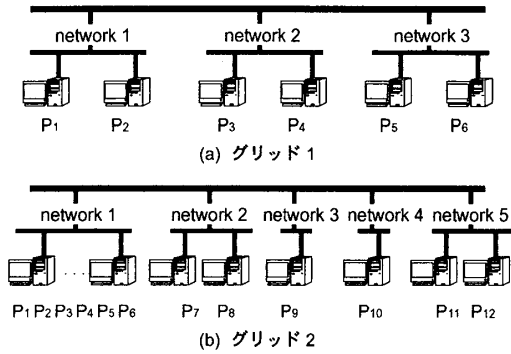 network 1 network 2 network 3
P1 P2 P3 P4 P5 P6
(a) グリッド 1
network 1 network 2 network 3 network 4 network 5
P1 P2 P3 P4 P5 P6 P7 P8 P9 P10 P11 P12
(b) グリッド 2